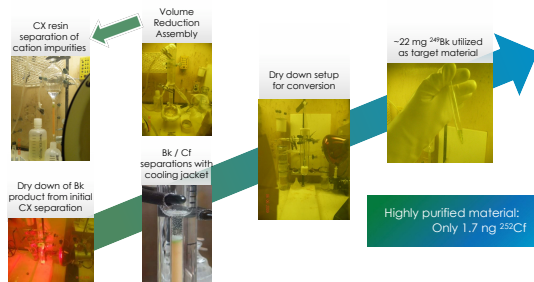 CX resin
separation of
cation impurities
Volume
Reduction
Assembly
Dry down setup
for conversion
~22 mg ²⁴⁹Bk utilized
as target material
Dry down of Bk
product from initial
CX separation
Bk / Cf
separations with
cooling jacket
Highly purified material:
Only 1.7 ng ²⁵²Cf